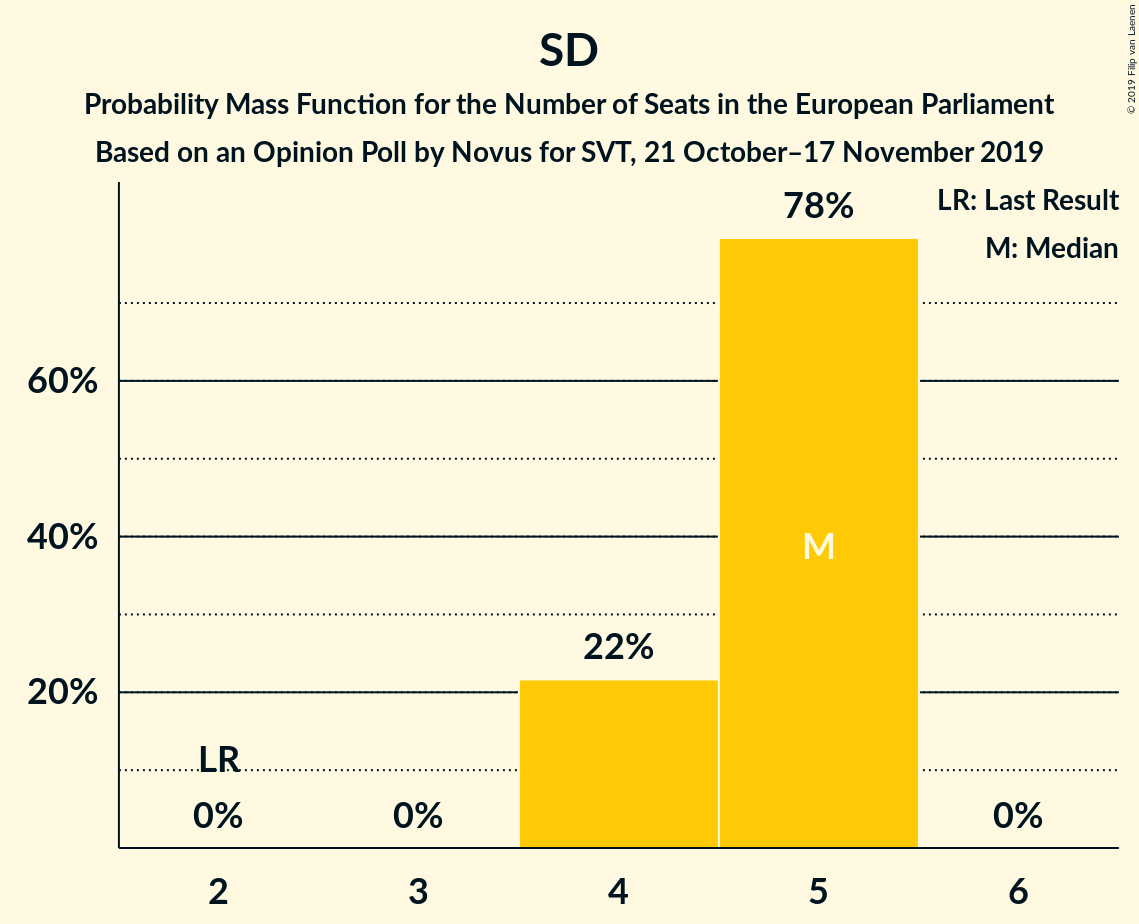 SD
Probability Mass Function for the Number of Seats in the European Parliament
Based on an Opinion Poll by Novus for SVT, 21 October–17 November 2019
© 2019 Filip van Laenen
LR: Last Result
M: Median
78%
60%
40%
M
22%
20%
LR
0%
0%
0%
2
3
4
5
6